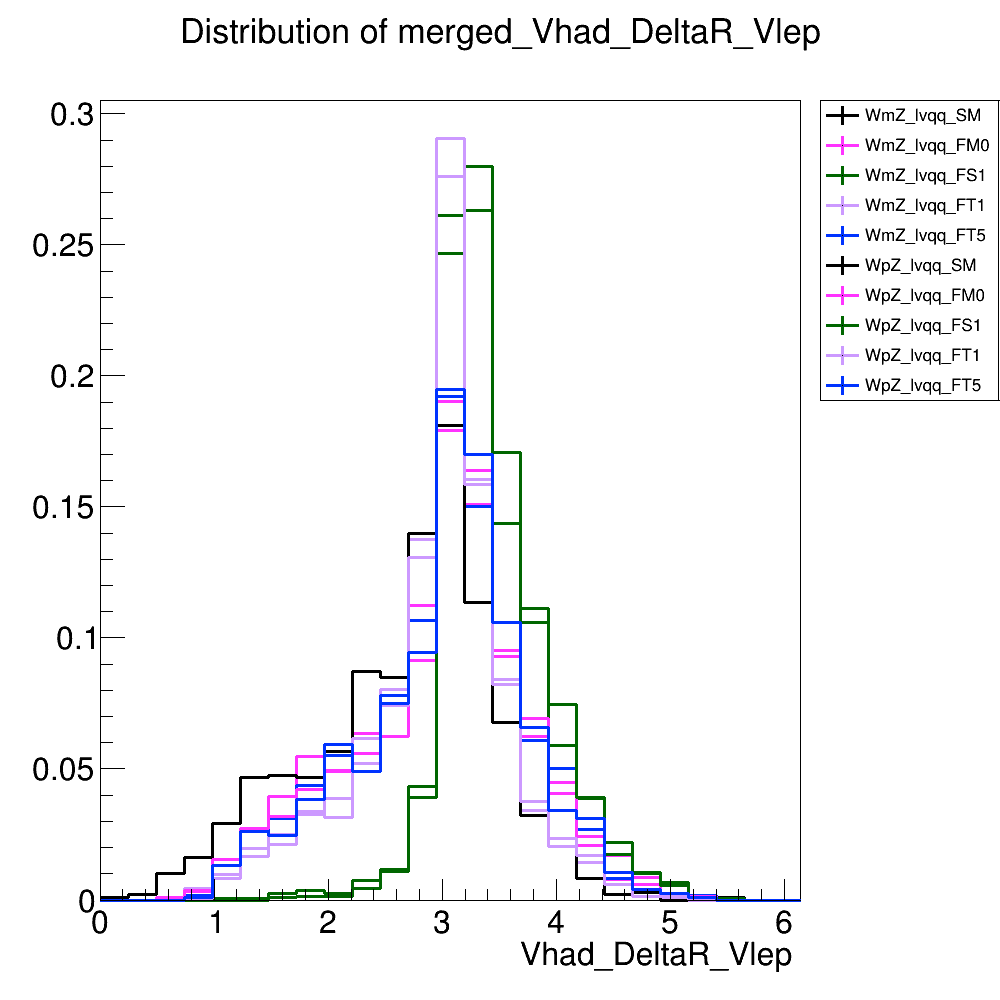 Distribution of merged_Vhad_DeltaR_Vlep
0.3
0.25
0.2
0.15
0.1
0.05
0
0 1 2 3 4 5 6
Vhad_DeltaR_Vlep
WmZ_lvqq_SM
WmZ_lvqq_FM0
WmZ_lvqq_FS1
WmZ_lvqq_FT1
WmZ_lvqq_FT5
WpZ_lvqq_SM
WpZ_lvqq_FM0
WpZ_lvqq_FS1
WpZ_lvqq_FT1
WpZ_lvqq_FT5